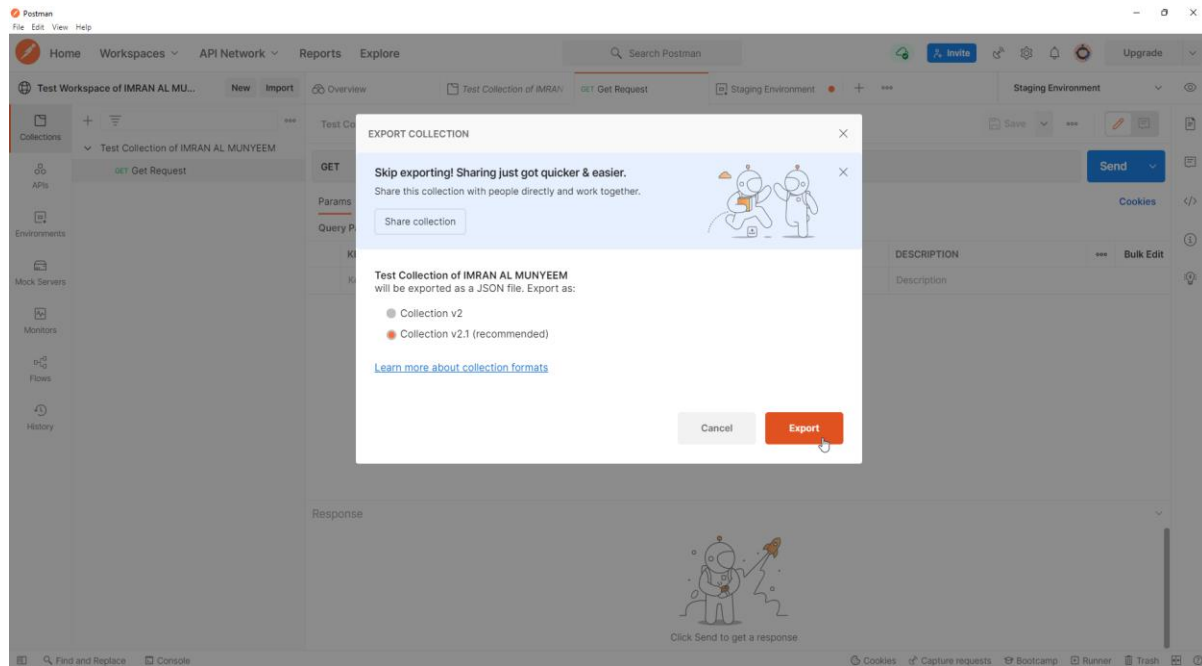 Postman
File Edit View Help
Home Workspaces API Network Reports Explore Search Postman Invite Upgrade
Test Workspace of IMRAN AL MU... New Import Overview Test Collection of IMRAN GET Get Request Staging Environment Staging Environment
Collections
Test Collection of IMRAN AL MUNYEEM
GET Get Request
APIs
Environments
Mock Servers
Monitors
Flows
History
Test Co
Save
GET
Send
Params
Cookies
Query P
DESCRIPTION
Bulk Edit
Description
EXPORT COLLECTION
Skip exporting! Sharing just got quicker & easier.
Share this collection with people directly and work together.
Share collection
Test Collection of IMRAN AL MUNYEEM
will be exported as a JSON file. Export as:
Collection v2
Collection v2.1 (recommended)
Learn more about collection formats
Cancel Export
Response
Click Send to get a response
Find and Replace Console Cookies Capture requests Bootcamp Runner Trash